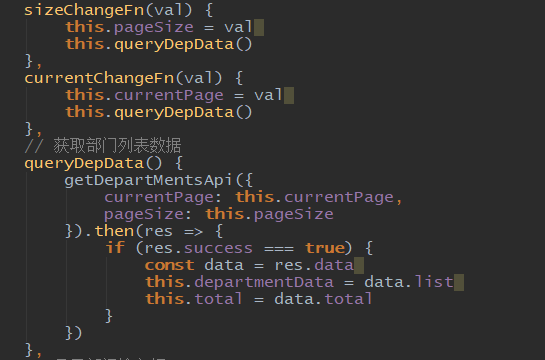 sizeChangeFn(val) {
this.pageSize = val
this.queryDepData()
},
currentChangeFn(val) {
this.currentPage = val
this.queryDepData()
},
// 获取部门列表数据
queryDepData() {
getDepartMentsApi({
currentPage: this.currentPage,
pageSize: this.pageSize
}).then(res => {
if (res.success === true) {
const data = res.data
this.departmentData = data.list
this.total = data.total
}
})
},